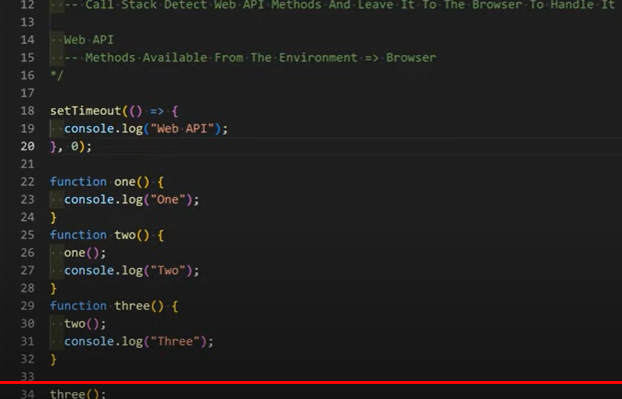 12 -- Call Stack Detect Web API Methods And Leave It To The Browser To Handle It
13
14 Web API
15 -- Methods Available From The Environment => Browser
16 */
17
18 setTimeout(() => {
19 console.log("Web API");
20 }, 0);
21
22 function one() {
23 console.log("One");
24 }
25 function two() {
26 one();
27 console.log("Two");
28 }
29 function three() {
30 two();
31 console.log("Three");
32 }
33
34 three();